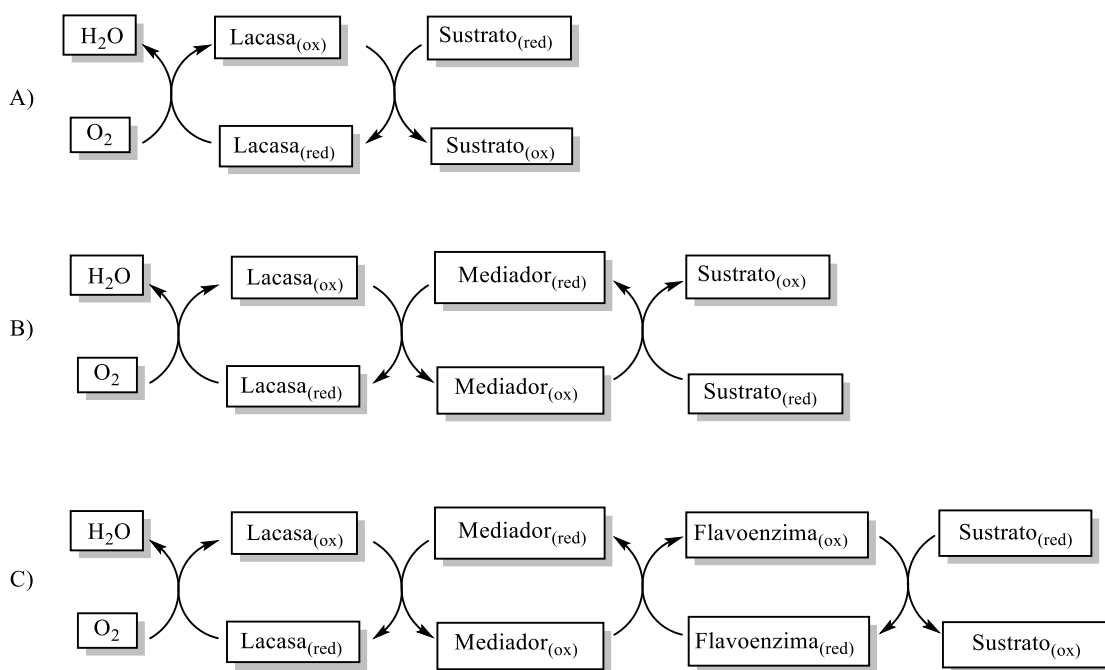 H₂O Lacasa(ox) Sustrato(red)
A)
O₂ Lacasa(red) Sustrato(ox)
H₂O Lacasa(ox) Mediador(red) Sustrato(ox)
B)
O₂ Lacasa(red) Mediador(ox) Sustrato(red)
H₂O Lacasa(ox) Mediador(red) Flavoenzima(ox) Sustrato(red)
C)
O₂ Lacasa(red) Mediador(ox) Flavoenzima(red) Sustrato(ox)